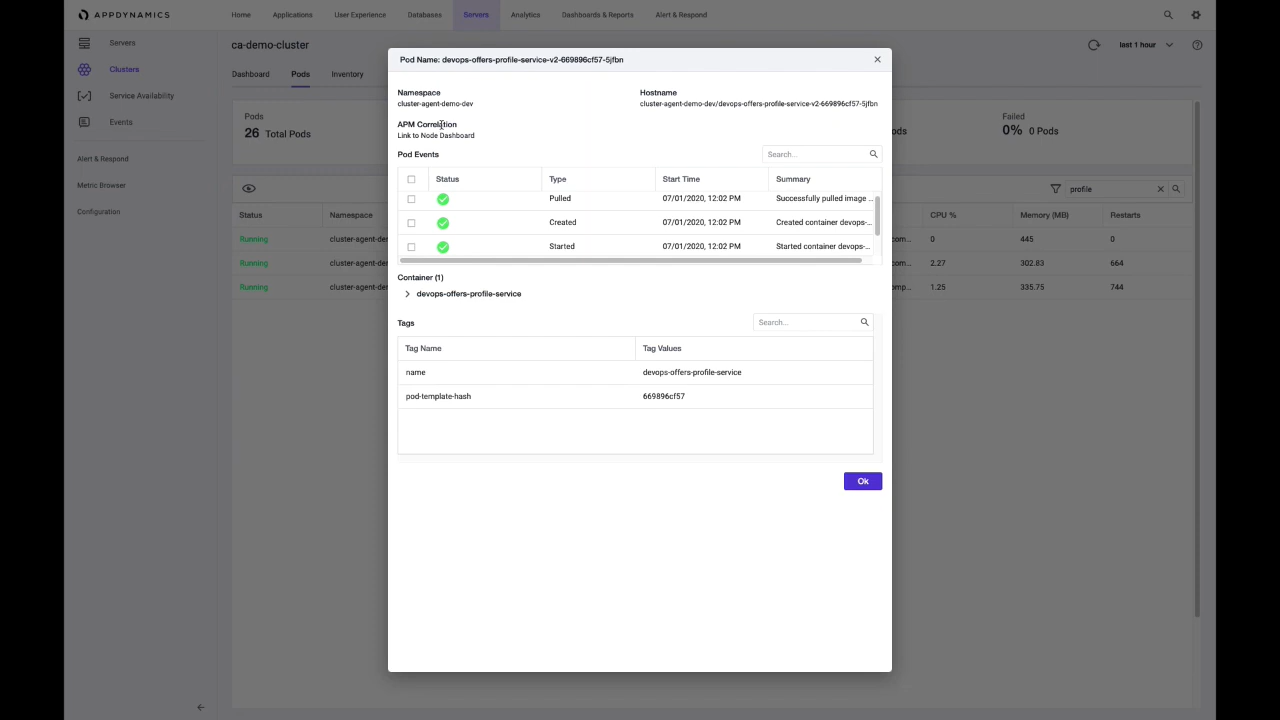 APPDYNAMICS
Home Applications User Experience Databases Servers Analytics Dashboards & Reports Alert & Respond
Servers
Clusters
Service Availability
Events
Alert & Respond
Metric Browser
Configuration
ca-demo-cluster
last 1 hour
Dashboard Pods Inventory
Pods
26 Total Pods
ods
Failed
0% 0 Pods
profile
Status Namespace CPU % Memory (MB) Restarts
Running cluster-agent-de com... 0 445 0
Running cluster-agent-de 2.27 302.83 664
Running cluster-agent-de 1.25 335.75 744
Pod Name: devops-offers-profile-service-v2-669896cf57-5jfbn
Namespace
cluster-agent-demo-dev
Hostname
cluster-agent-demo-dev/devops-offers-profile-service-v2-669896cf57-5jfbn
APM Correlation
Link to Node Dashboard
Pod Events
Search...
Status Type Start Time Summary
Pulled 07/01/2020, 12:02 PM Successfully pulled image ..
Created 07/01/2020, 12:02 PM Created container devops-..
Started 07/01/2020, 12:02 PM Started container devops-...
Container (1)
devops-offers-profile-service
Tags
Search...
Tag Name Tag Values
name devops-offers-profile-service
pod-template-hash 669896cf57
Ok